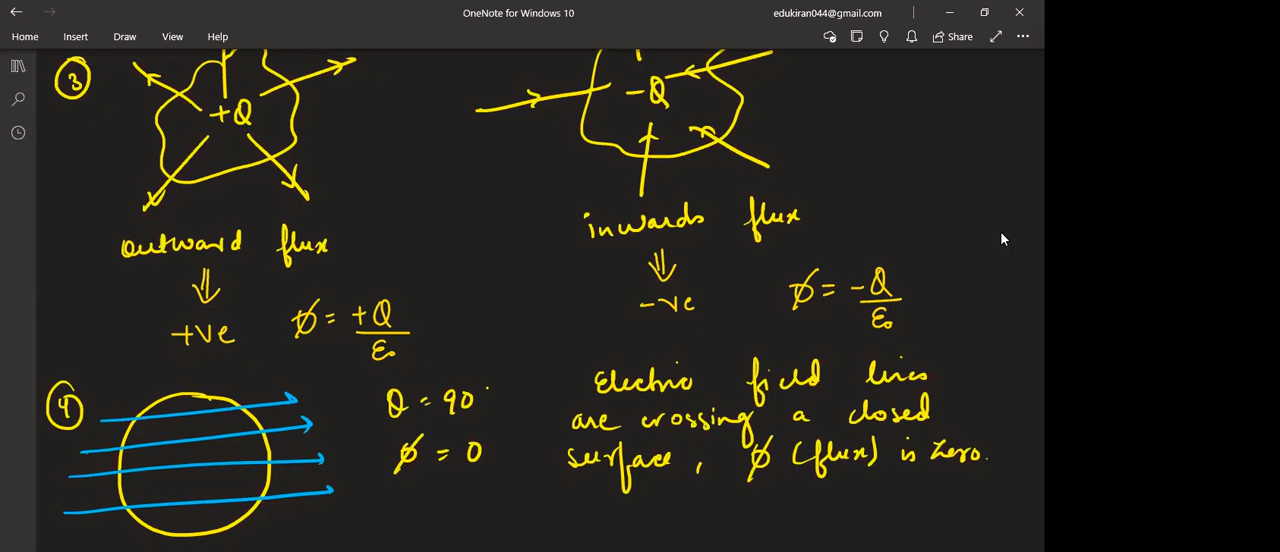 OneNote for Windows 10
edukiran044@gmail.com
Home Insert Draw View Help
Share
3
+Q
-Q
outward flux
inwards flux
⇓
⇓
+ve
ϕ = +Q/ε₀
-ve
ϕ = -Q/ε₀
4
Q = 90°
ϕ = 0
Electric field lines
are crossing a closed
surface, ϕ (flux) is zero.